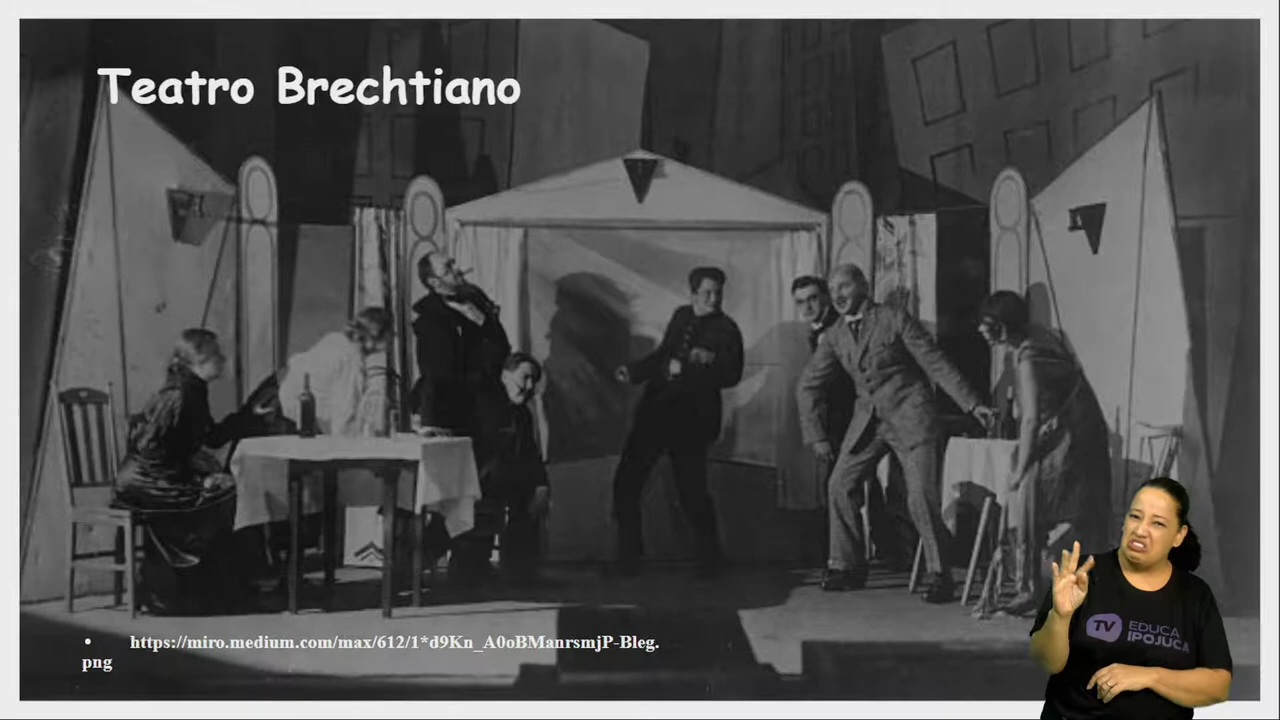 Teatro Brechtiano
• https://miro.medium.com/max/612/1*d9Kn_A0oBManrsmjP-Bleg.
png
TV EDUCA
IPOJUCA